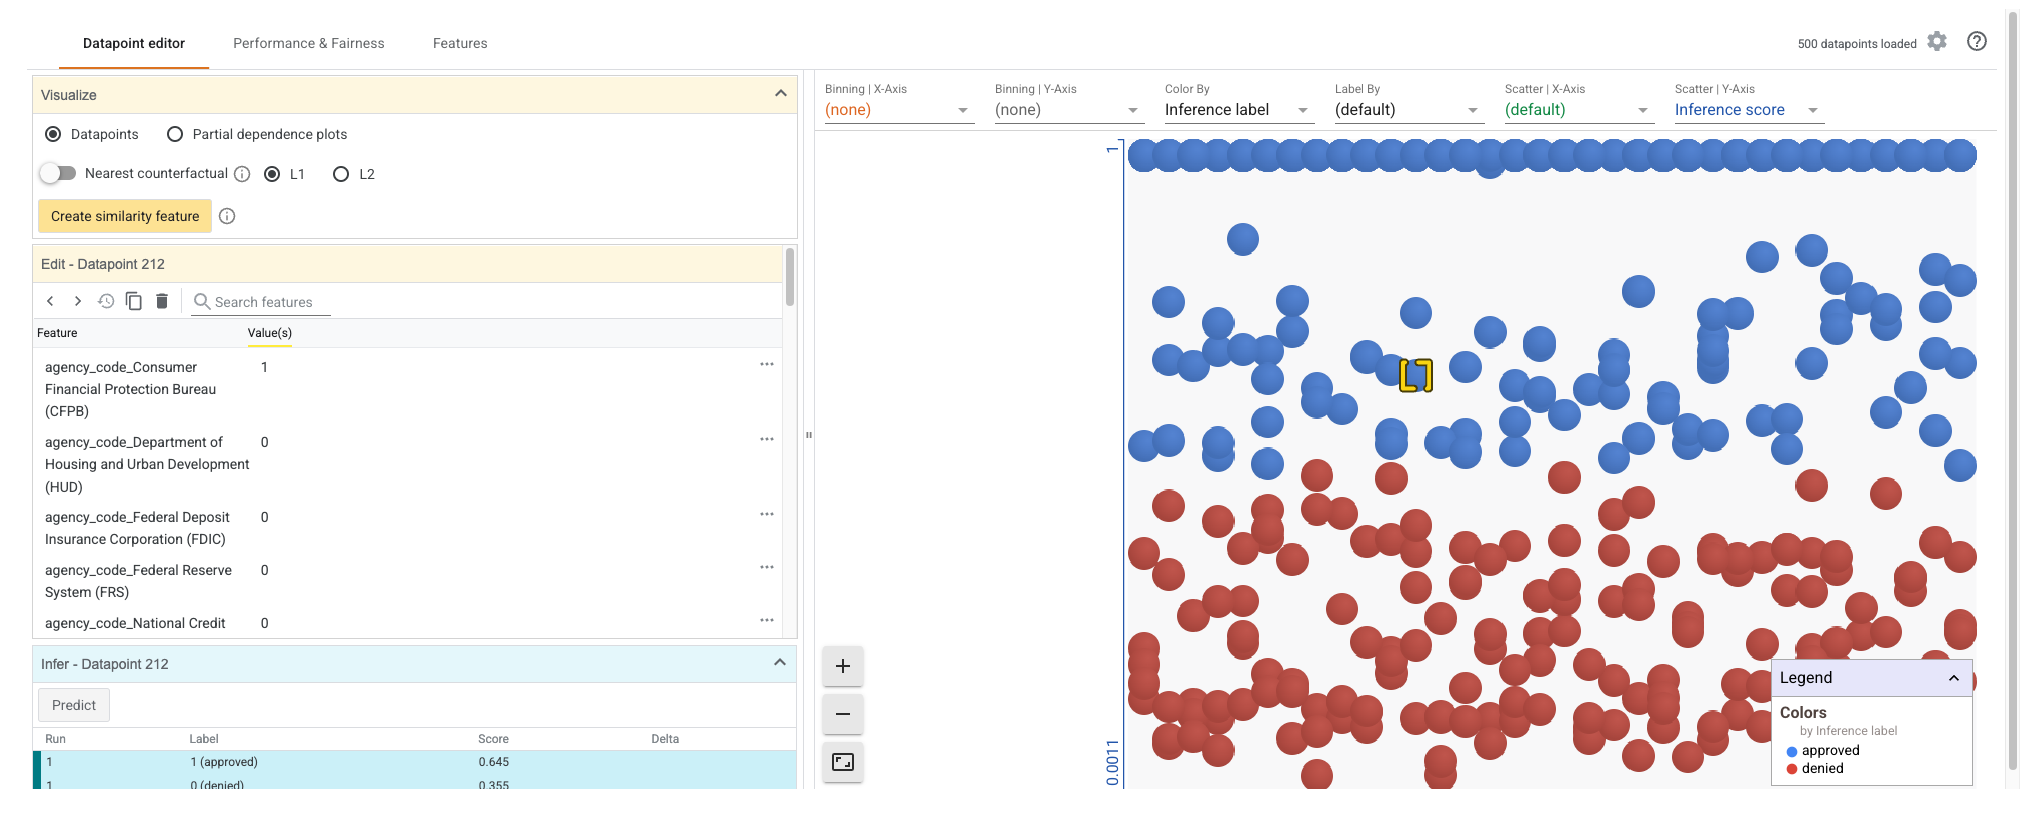 Datapoint editor
Performance & Fairness
Features
500 datapoints loaded
Visualize
Datapoints
Partial dependence plots
Nearest counterfactual
L1
L2
Create similarity feature
Edit - Datapoint 212
Search features
Feature
Value(s)
agency_code_Consumer
Financial Protection Bureau
(CFPB)
1
agency_code_Department of
Housing and Urban Development
(HUD)
0
agency_code_Federal Deposit
Insurance Corporation (FDIC)
0
agency_code_Federal Reserve
System (FRS)
0
agency_code_National Credit
0
Infer - Datapoint 212
Predict
Run Label Score Delta
1 1 (approved) 0.645
1 0 (denied) 0.355
Binning | X-Axis
(none)
Binning | Y-Axis
(none)
Color By
Inference label
Label By
(default)
Scatter | X-Axis
(default)
Scatter | Y-Axis
Inference score
1
0.0011
Legend
Colors
by Inference label
approved
denied